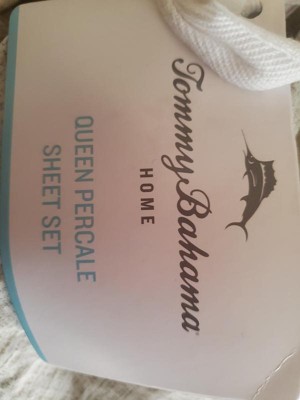 Tommy Bahama
HOME
QUEEN PERCALE
SHEET SET